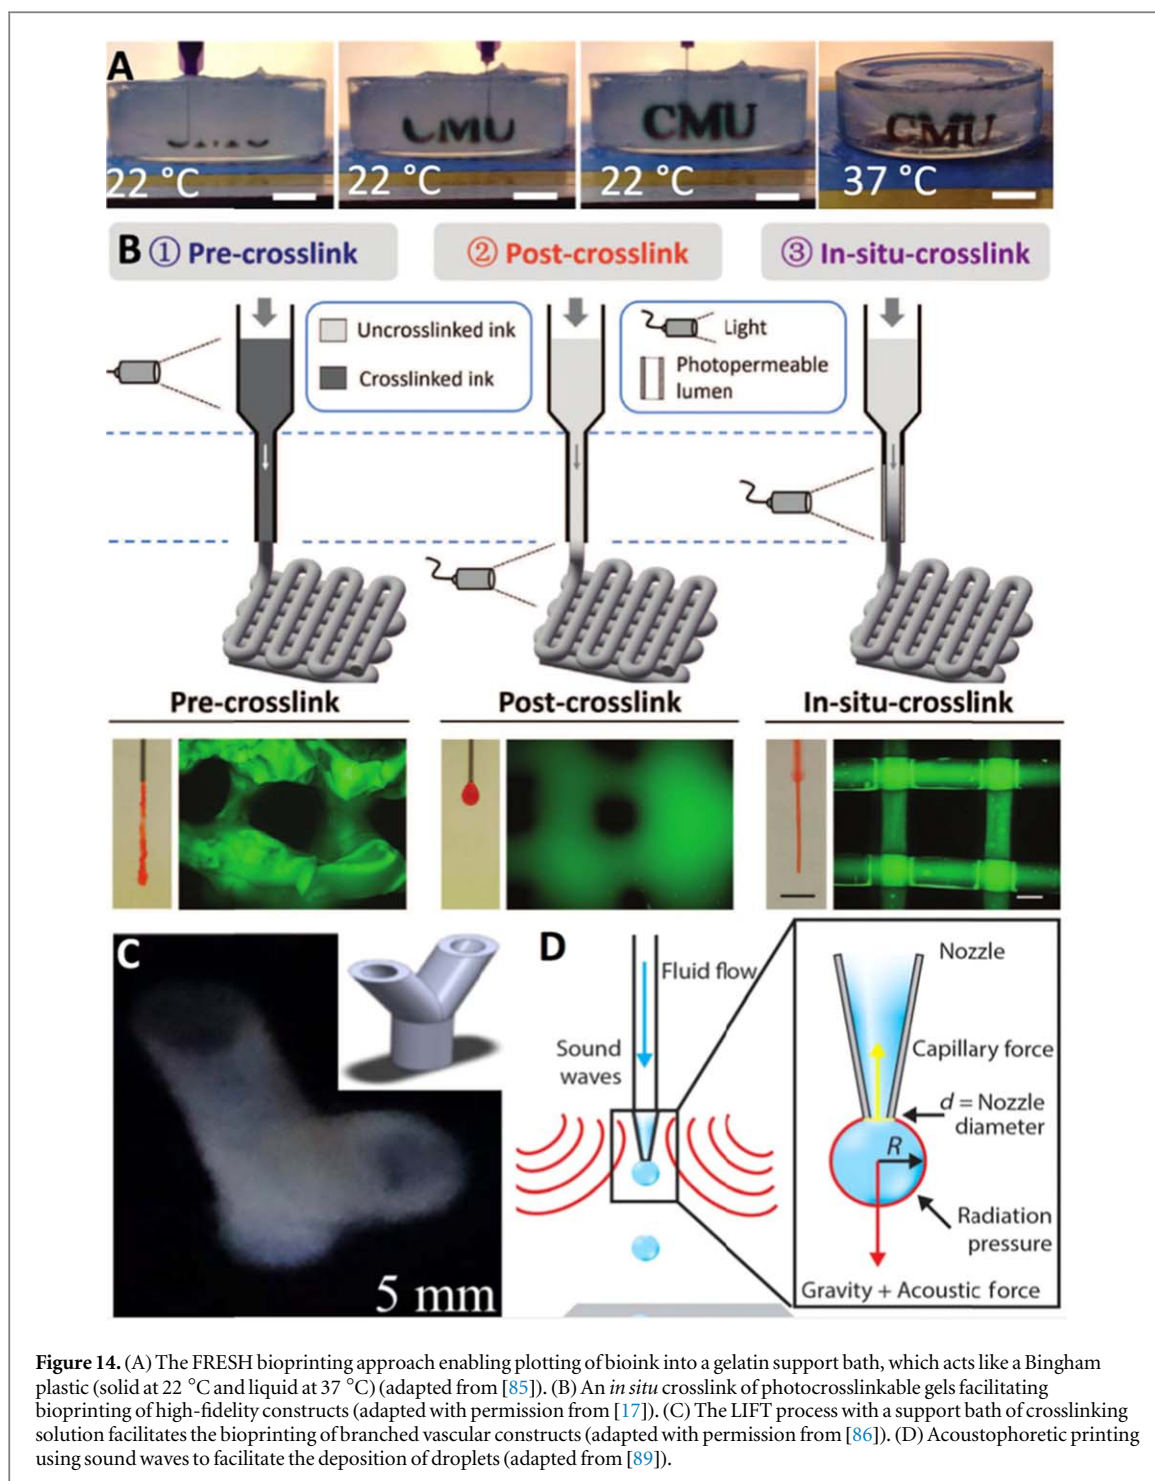 A
22 °C
22 °C
22 °C
37 °C
B ① Pre-crosslink
② Post-crosslink
③ In-situ-crosslink
Uncrosslinked ink
Crosslinked ink
Light
Photopermeable
lumen
Pre-crosslink
Post-crosslink
In-situ-crosslink
C
5 mm
D
Fluid flow
Sound
waves
Nozzle
Capillary force
d = Nozzle
diameter
R
Radiation
pressure
Gravity + Acoustic force
CMU
CMU
CMU
Figure 14. (A) The FRESH bioprinting approach enabling plotting of bioink into a gelatin support bath, which acts like a Bingham
plastic (solid at 22 °C and liquid at 37 °C) (adapted from [85]). (B) An in situ crosslink of photocrosslinkable gels facilitating
bioprinting of high-fidelity constructs (adapted with permission from [17]). (C) The LIFT process with a support bath of crosslinking
solution facilitates the bioprinting of branched vascular constructs (adapted with permission from [86]). (D) Acoustophoretic printing
using sound waves to facilitate the deposition of droplets (adapted from [89]).